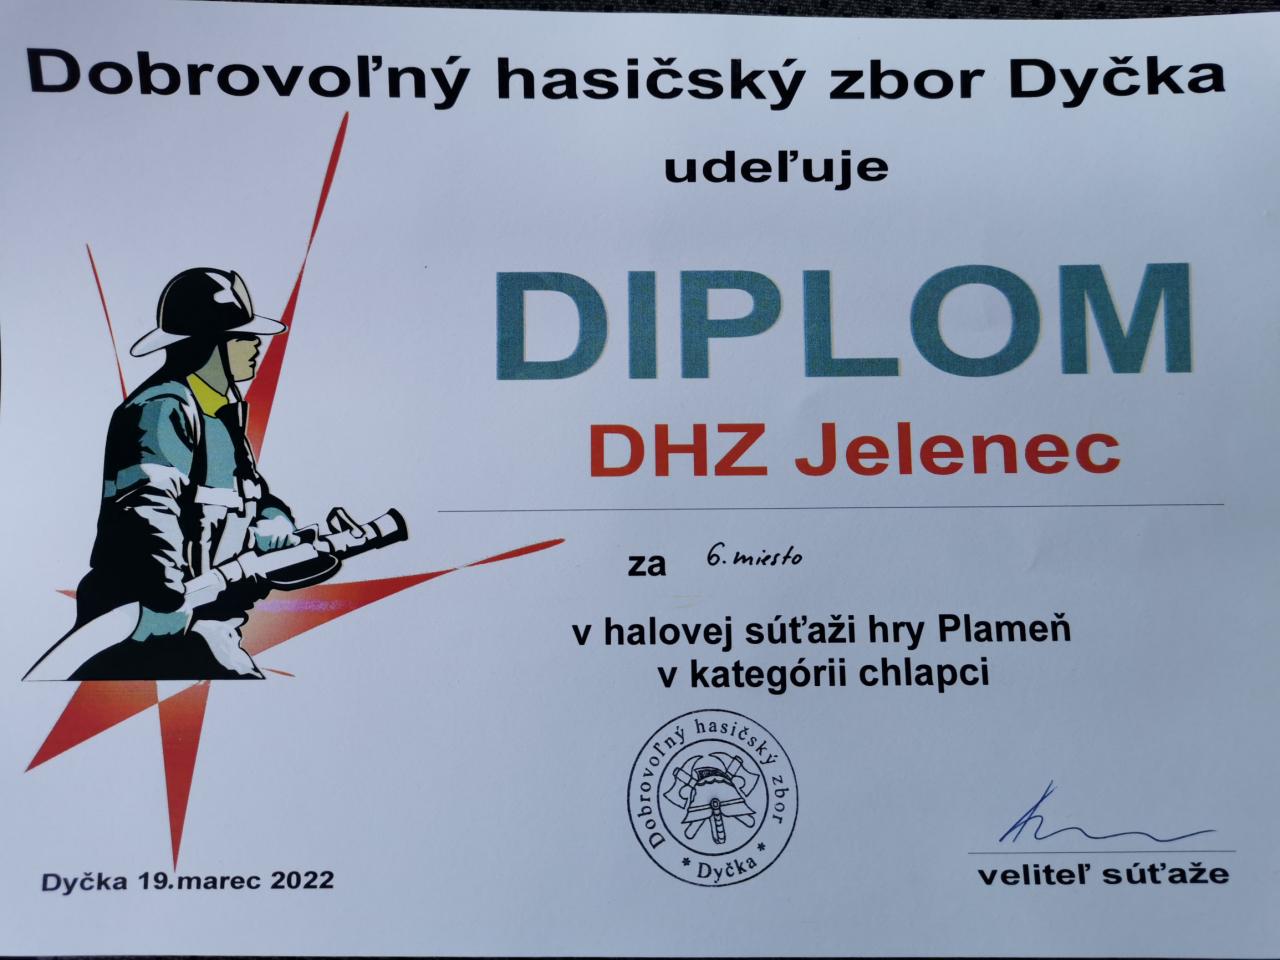 Dobrovoľný hasičský zbor Dyčka
udeľuje
DIPLOM
DHZ Jelenec
za 6. miesto
v halovej súťaži hry Plameň
v kategórii chlapci
Dobrovoľný hasičský zbor
* Dyčka *
veliteľ súťaže
Dyčka 19.marec 2022